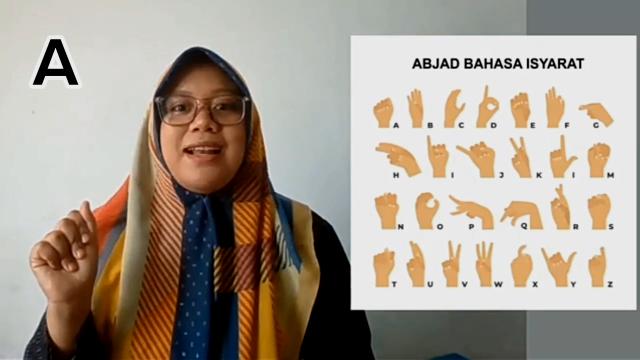 A
ABJAD BAHASA ISYARAT
A B C D E F G
H I J K L M
N O P Q R S
T U V W X Y Z